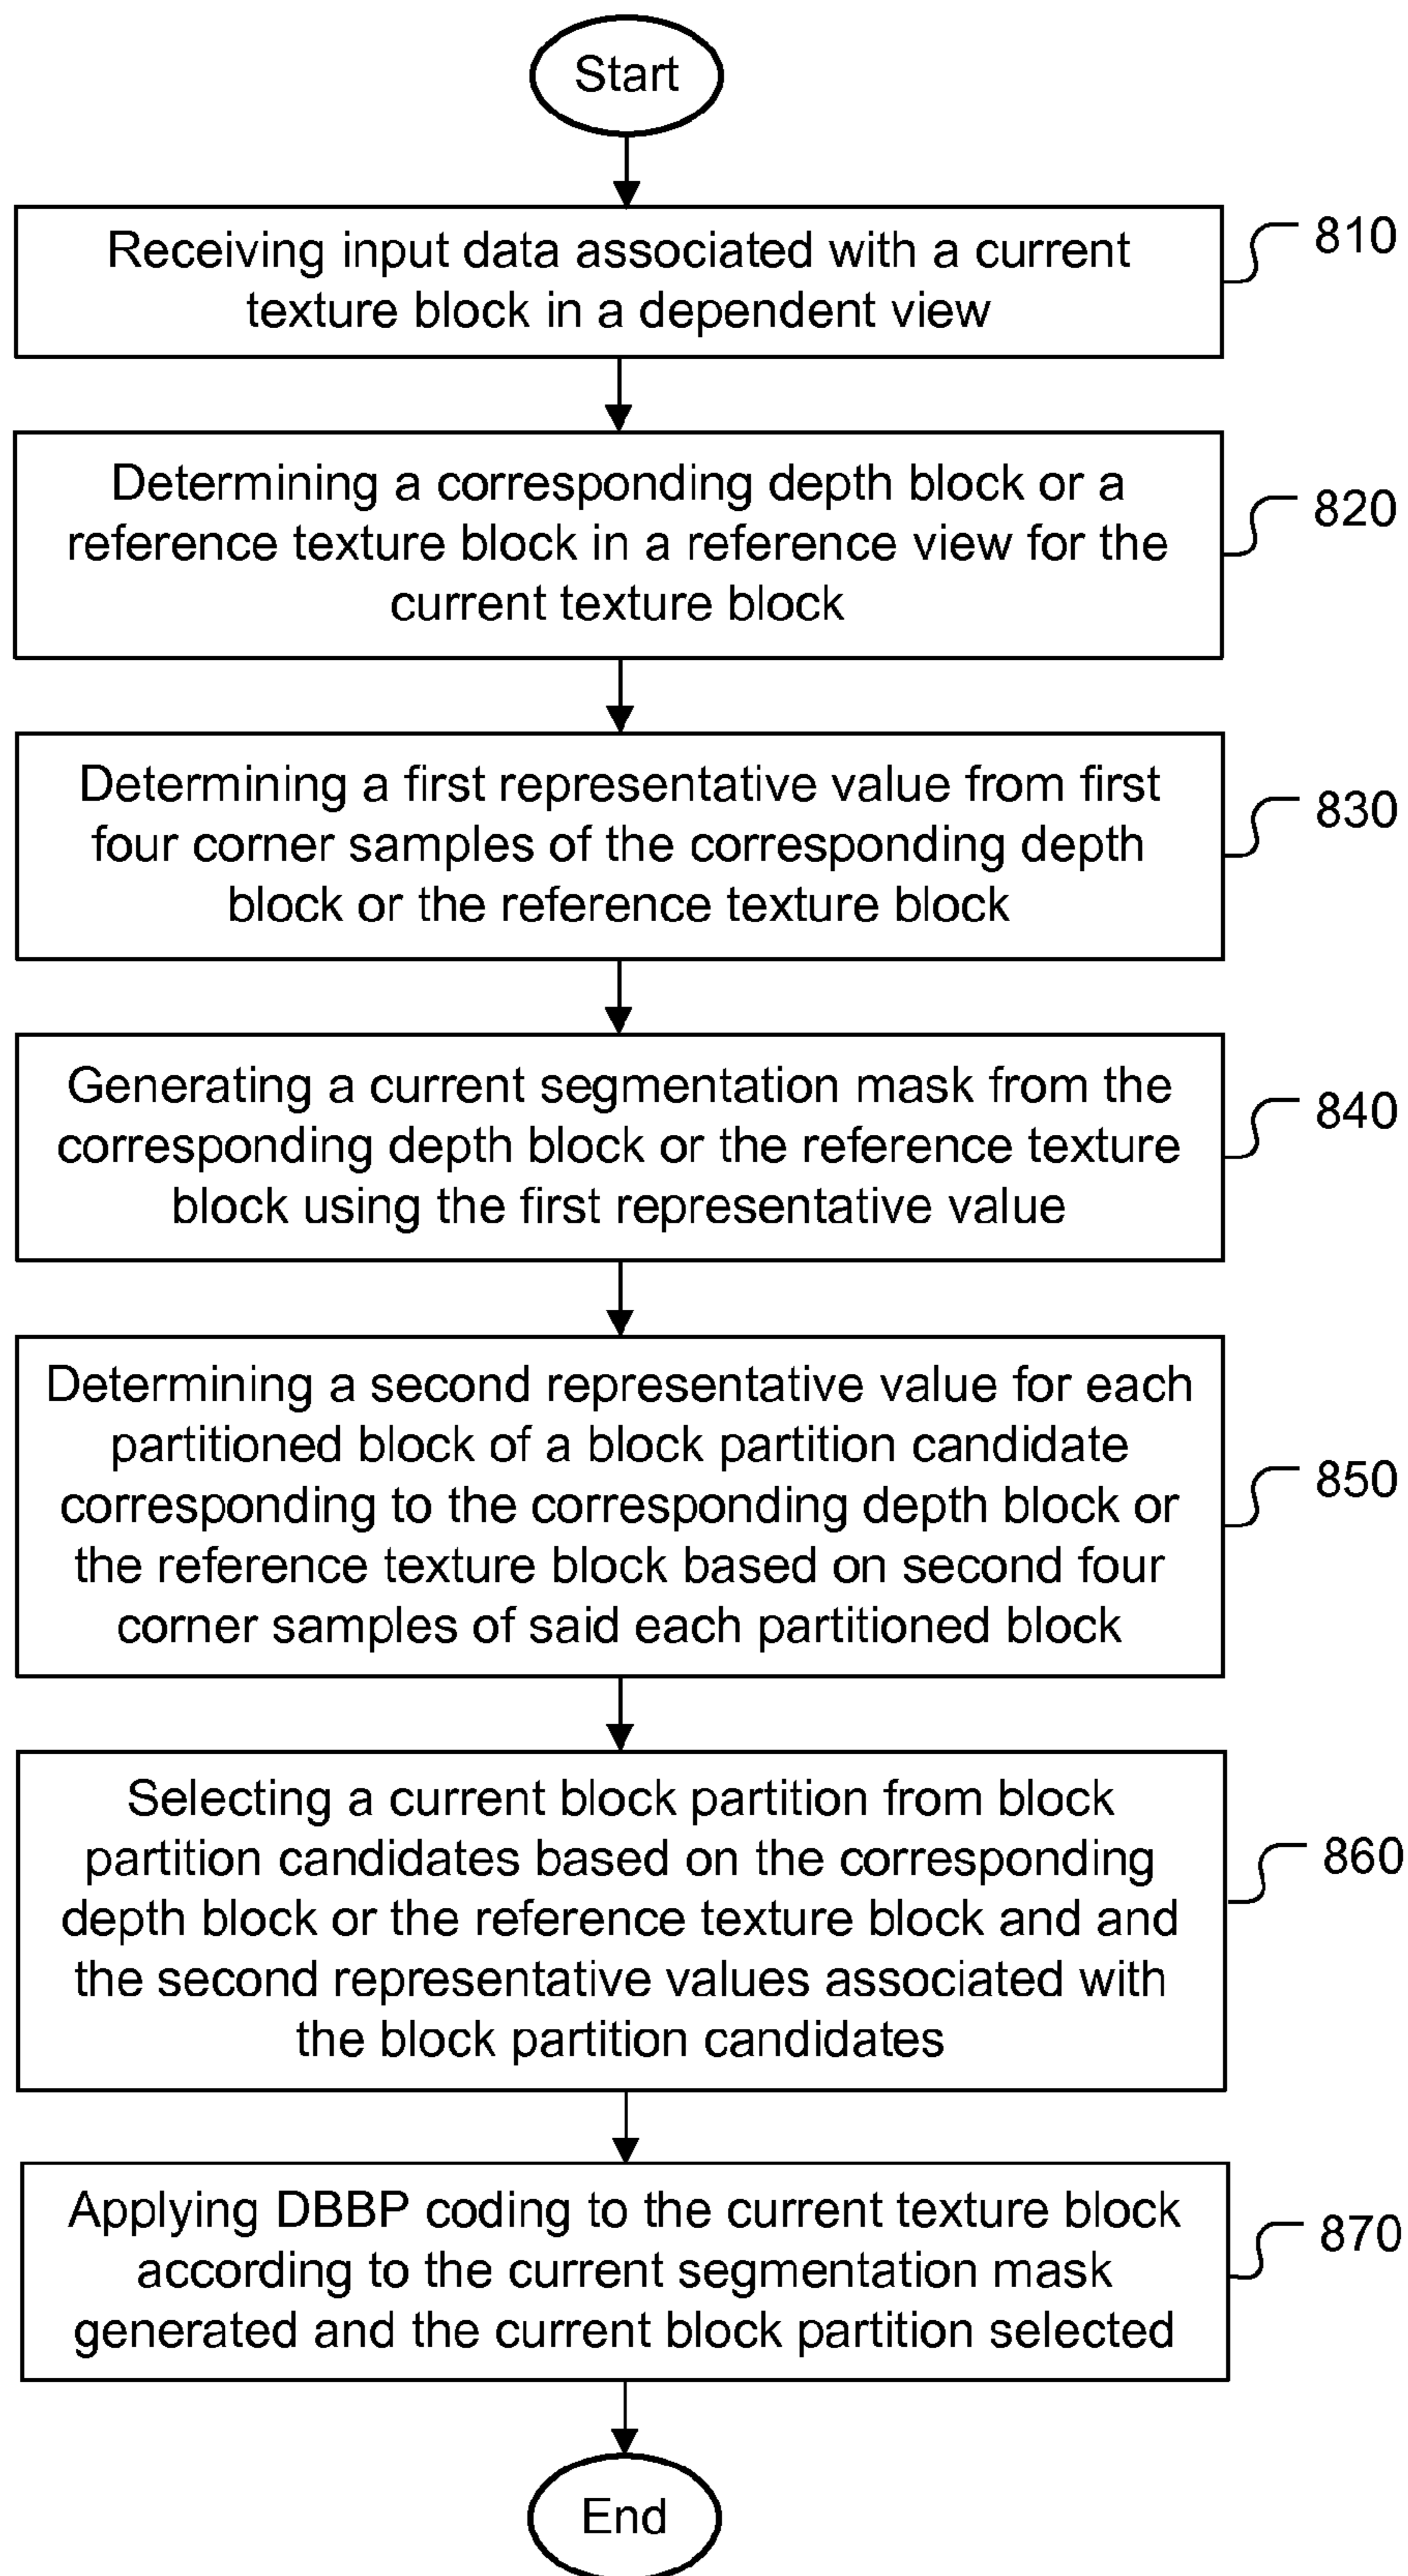 Start
Receiving input data associated with a current
texture block in a dependent view
810
Determining a corresponding depth block or a
reference texture block in a reference view for the
current texture block
820
Determining a first representative value from first
four corner samples of the corresponding depth
block or the reference texture block
830
Generating a current segmentation mask from the
corresponding depth block or the reference texture
block using the first representative value
840
Determining a second representative value for each
partitioned block of a block partition candidate
corresponding to the corresponding depth block or
the reference texture block based on second four
corner samples of said each partitioned block
850
Selecting a current block partition from block
partition candidates based on the corresponding
depth block or the reference texture block and and
the second representative values associated with
the block partition candidates
860
Applying DBBP coding to the current texture block
according to the current segmentation mask
generated and the current block partition selected
870
End